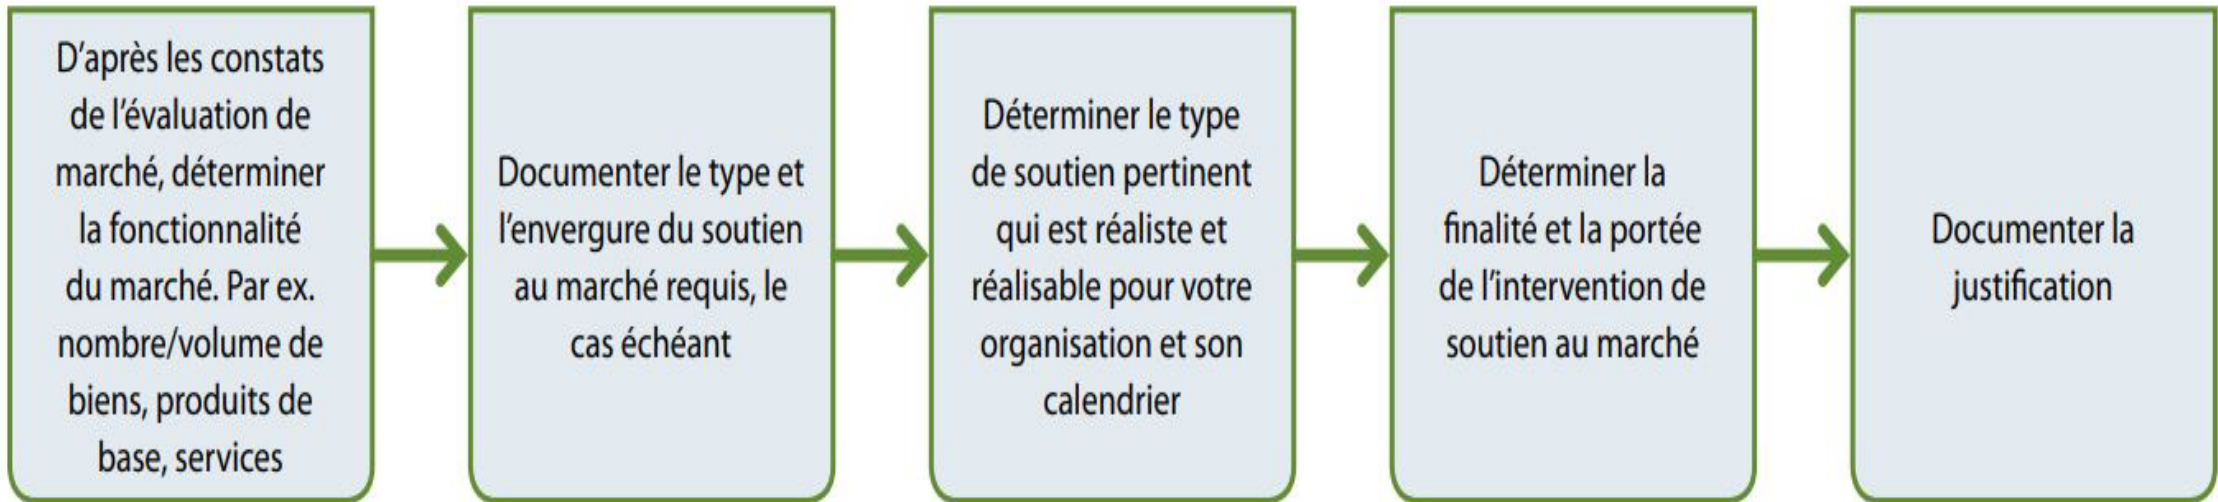 D’après les constats
de l’évaluation de
marché, déterminer
la fonctionnalité
du marché. Par ex.
nombre/volume de
biens, produits de
base, services
Documenter le type et
l’envergure du soutien
au marché requis, le
cas échéant
Déterminer le type
de soutien pertinent
qui est réaliste et
réalisable pour votre
organisation et son
calendrier
Déterminer la
finalité et la portée
de l’intervention de
soutien au marché
Documenter la
justification